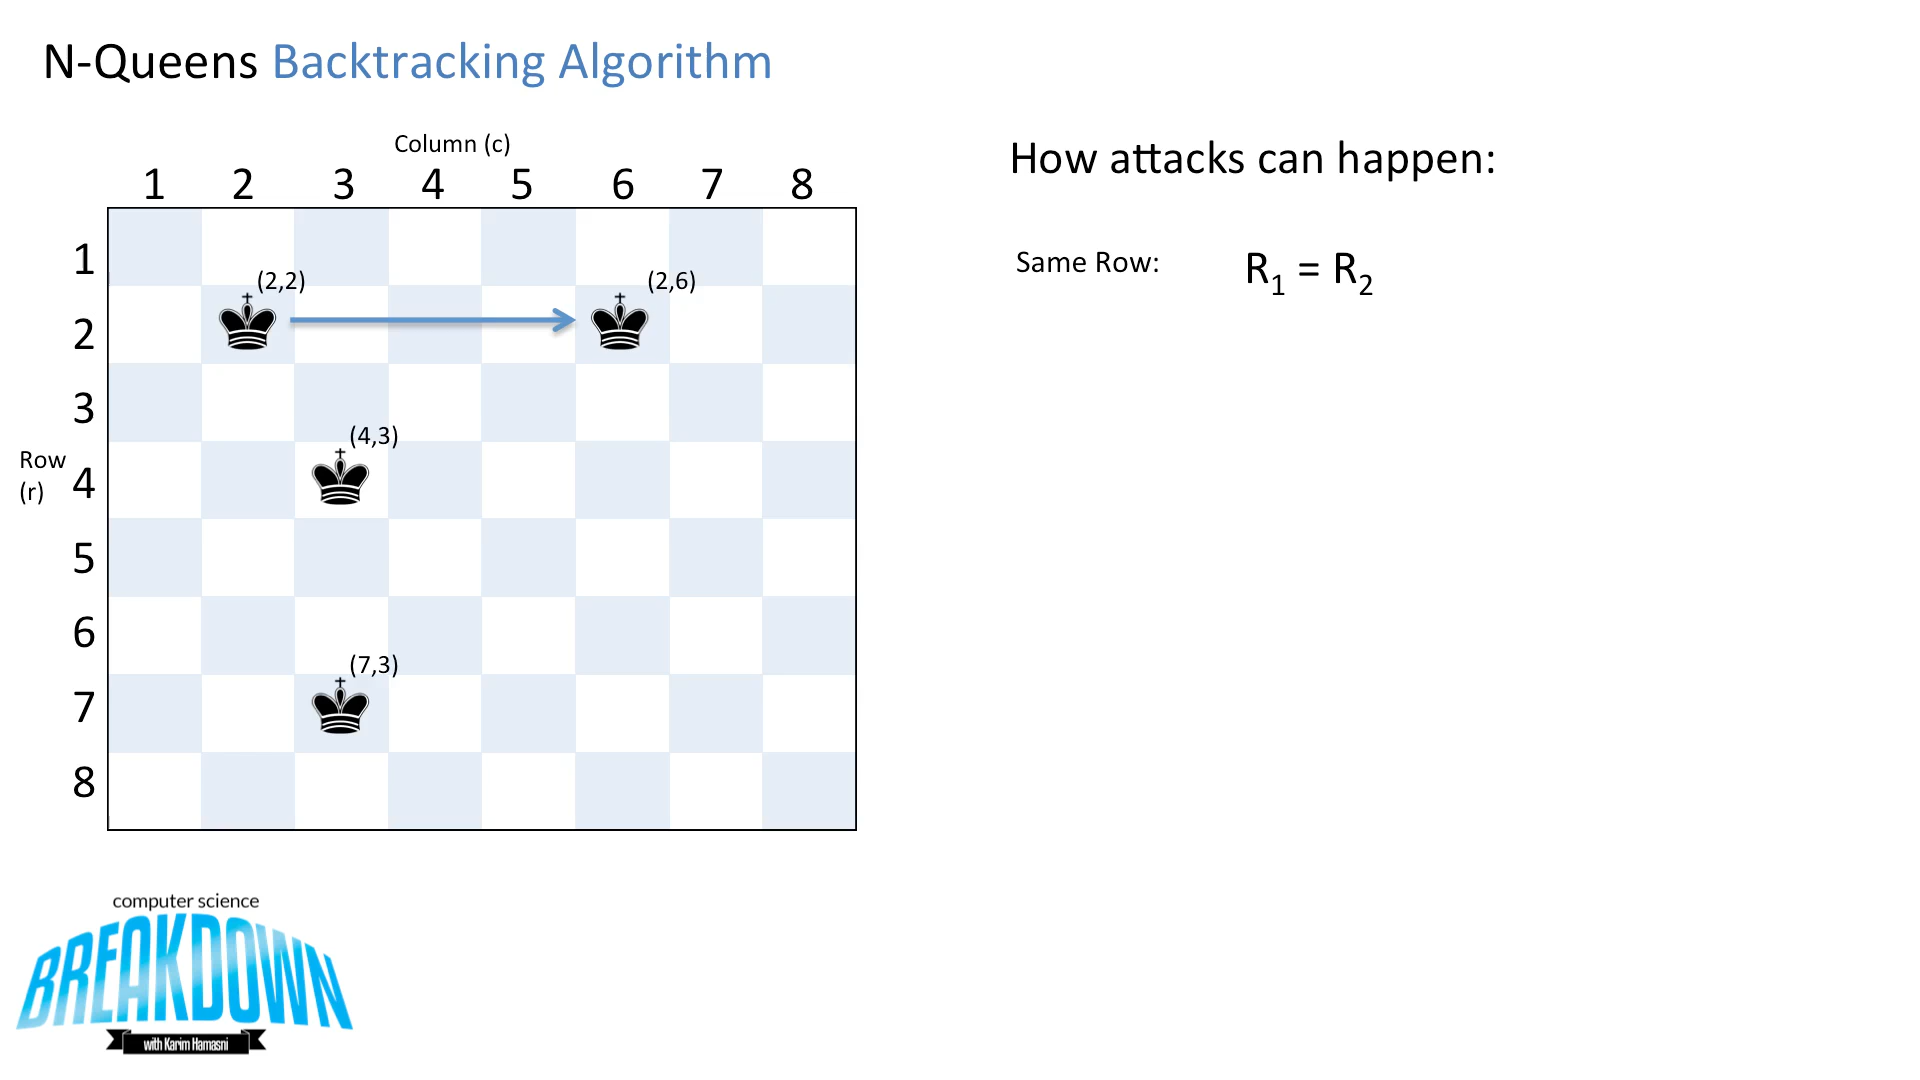 N-Queens Backtracking Algorithm
Column (c)
1 2 3 4 5 6 7 8
How attacks can happen:
Same Row: R₁ = R₂
1
(2,2) (2,6)
2
3
(4,3)
Row
(r)
4
5
6
(7,3)
7
8
computer science
BREAKDOWN
with Karim Hamasni